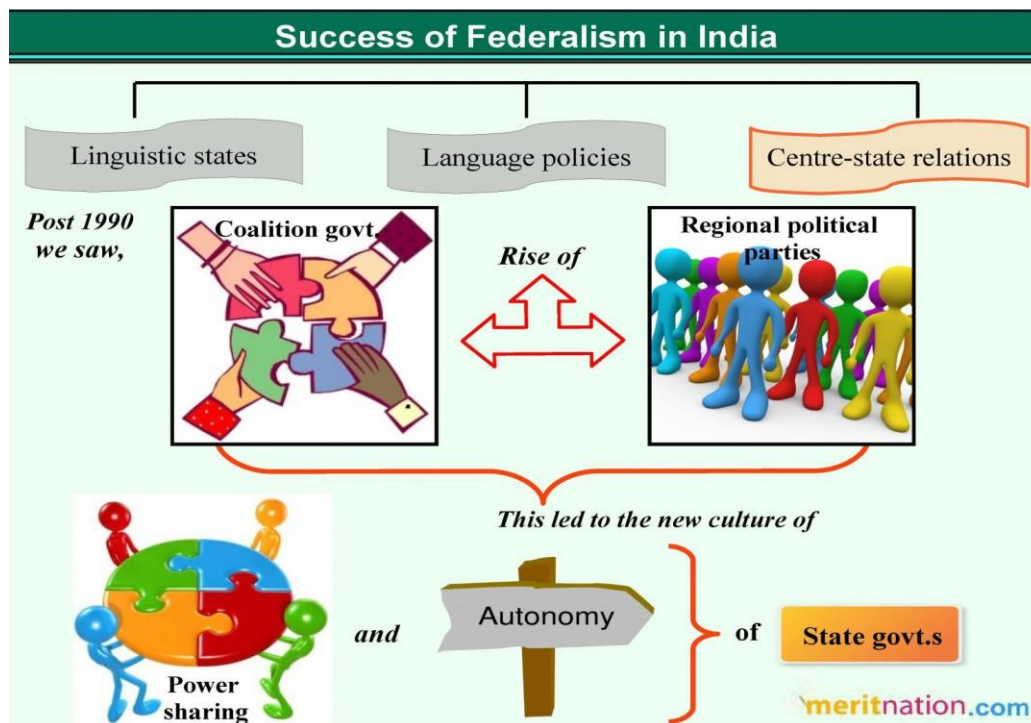 Success of Federalism in India
Linguistic states
Language policies
Centre-state relations
Post 1990
we saw,
Coalition govt.
Rise of
Regional political
parties
This led to the new culture of
Power
sharing
and
Autonomy
of
State govt.s
meritnation.com